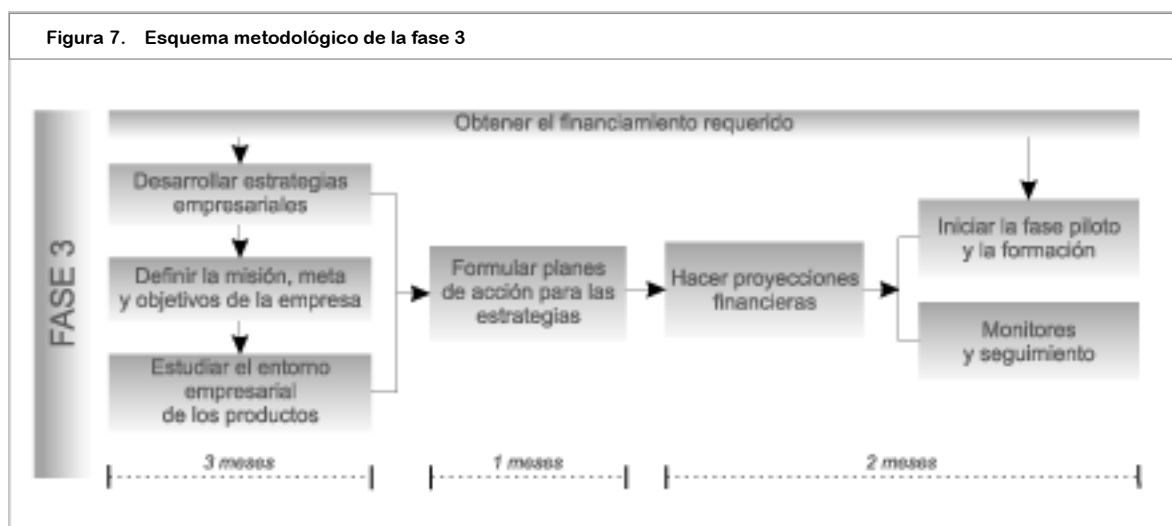 Figura 7. Esquema metodológico de la fase 3
FASE 3
Obtener el financiamiento requerido
Desarrollar estrategias
empresariales
Definir la misión, meta
y objetivos de la empresa
Estudiar el entorno
empresarial
de los productos
Formular planes
de acción para las
estrategias
Hacer proyecciones
financieras
Iniciar la fase piloto
y la formación
Monitores
y seguimiento
3 meses
1 meses
2 meses